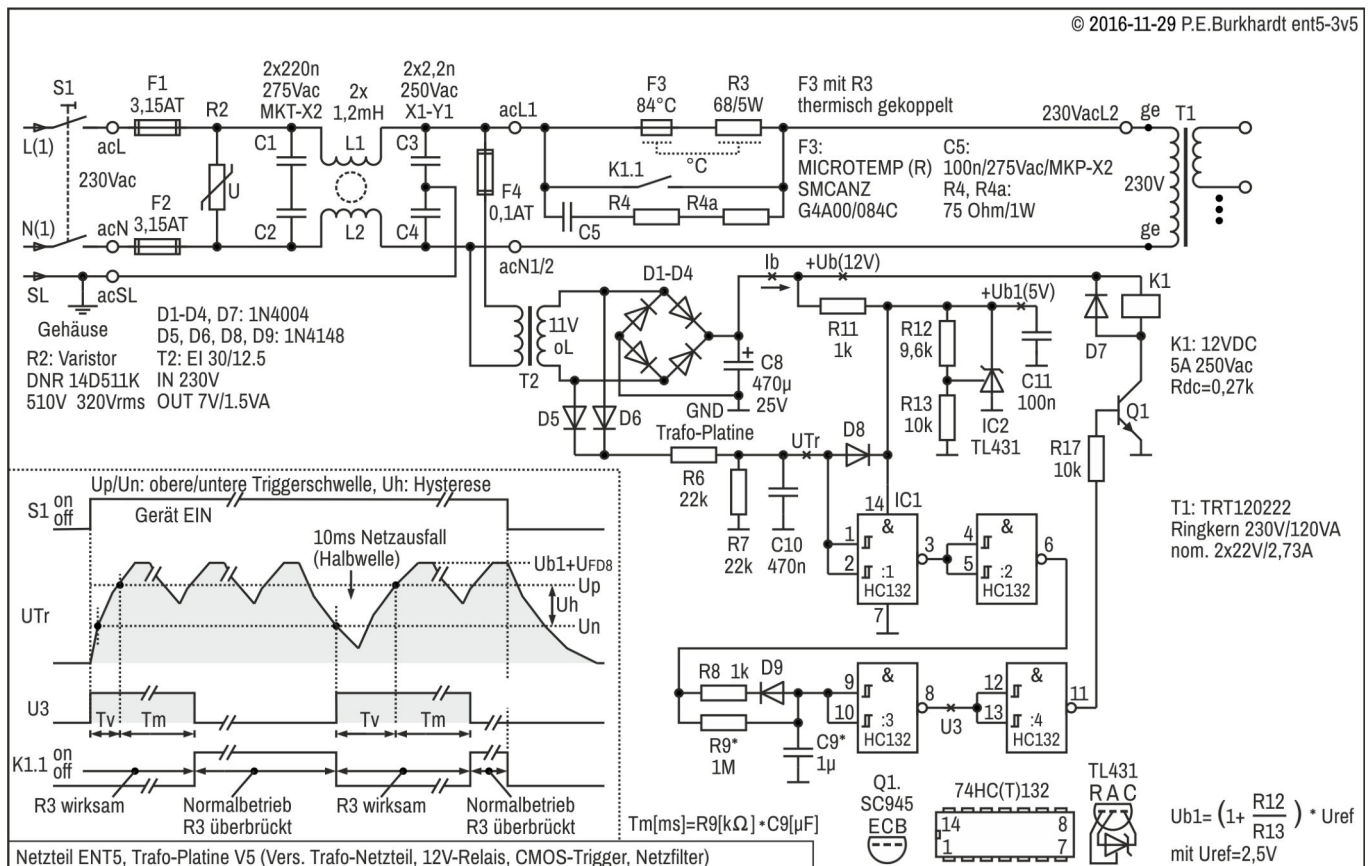 © 2016-11-29 P.E.Burkhardt ent5-3v5
S1
F1
3,15AT
R2
2x220n
275Vac
MKT-X2
2x
1,2mH
2x2,2n
250Vac
X1-Y1
acL1
F3
84°C
R3
68/5W
F3 mit R3
thermisch gekoppelt
230VacL2
ge
T1
L(1)
acL
C1
L1
C3
°C
F3:
MICROTEMP (R)
SMCANZ
G4A00/084C
C5:
100n/275Vac/MKP-X2
R4, R4a:
75 Ohm/1W
230V
230Vac
U
K1.1
F4
0,1AT
R4
R4a
F2
3,15AT
N(1)
acN
C2
L2
C4
C5
ge
acN1/2
SL
acSL
Gehäuse
D1-D4, D7: 1N4004
D5, D6, D8, D9: 1N4148
R2: Varistor
DNR 14D511K
510V 320Vrms
T2: EI 30/12.5
IN 230V
OUT 7V/1.5VA
D1-D4
Ib
+Ub(12V)
+Ub1(5V)
K1
11V
oL
T2
C8
470µ
25V
+
GND
Trafo-Platine
R11
1k
R12
9,6k
R13
10k
IC2
TL431
C11
100n
D7
K1: 12VDC
5A 250Vac
Rdc=0,27k
Q1
R17
10k
D5
D6
UTr
D8
R6
22k
R7
22k
C10
470n
14
IC1
1
2
&
:1
HC132
3
7
4
5
&
:2
HC132
6
T1: TRT120222
Ringkern 230V/120VA
nom. 2x22V/2,73A
Up/Un: obere/untere Triggerschwelle, Uh: Hysterese
S1 on
off
Gerät EIN
10ms Netzausfall
(Halbwelle)
Ub1+UFD8
Up
Uh
Un
UTr
U3
Tv
Tm
Tv
Tm
K1.1 on
off
R3 wirksam
Normalbetrieb
R3 überbrückt
R3 wirksam
Normalbetrieb
R3 überbrückt
R8 1k
D9
R9*
1M
C9*
1µ
9
10
&
:3
HC132
8
U3
12
13
&
:4
HC132
11
Tm[ms]=R9[kΩ]*C9[µF]
Q1.
SC945
ECB
74HC(T)132
14
8
1
7
TL431
R A C
Ub1= (1+ R12/R13) * Uref
mit Uref=2,5V
Netzteil ENT5, Trafo-Platine V5 (Vers. Trafo-Netzteil, 12V-Relais, CMOS-Trigger, Netzfilter)